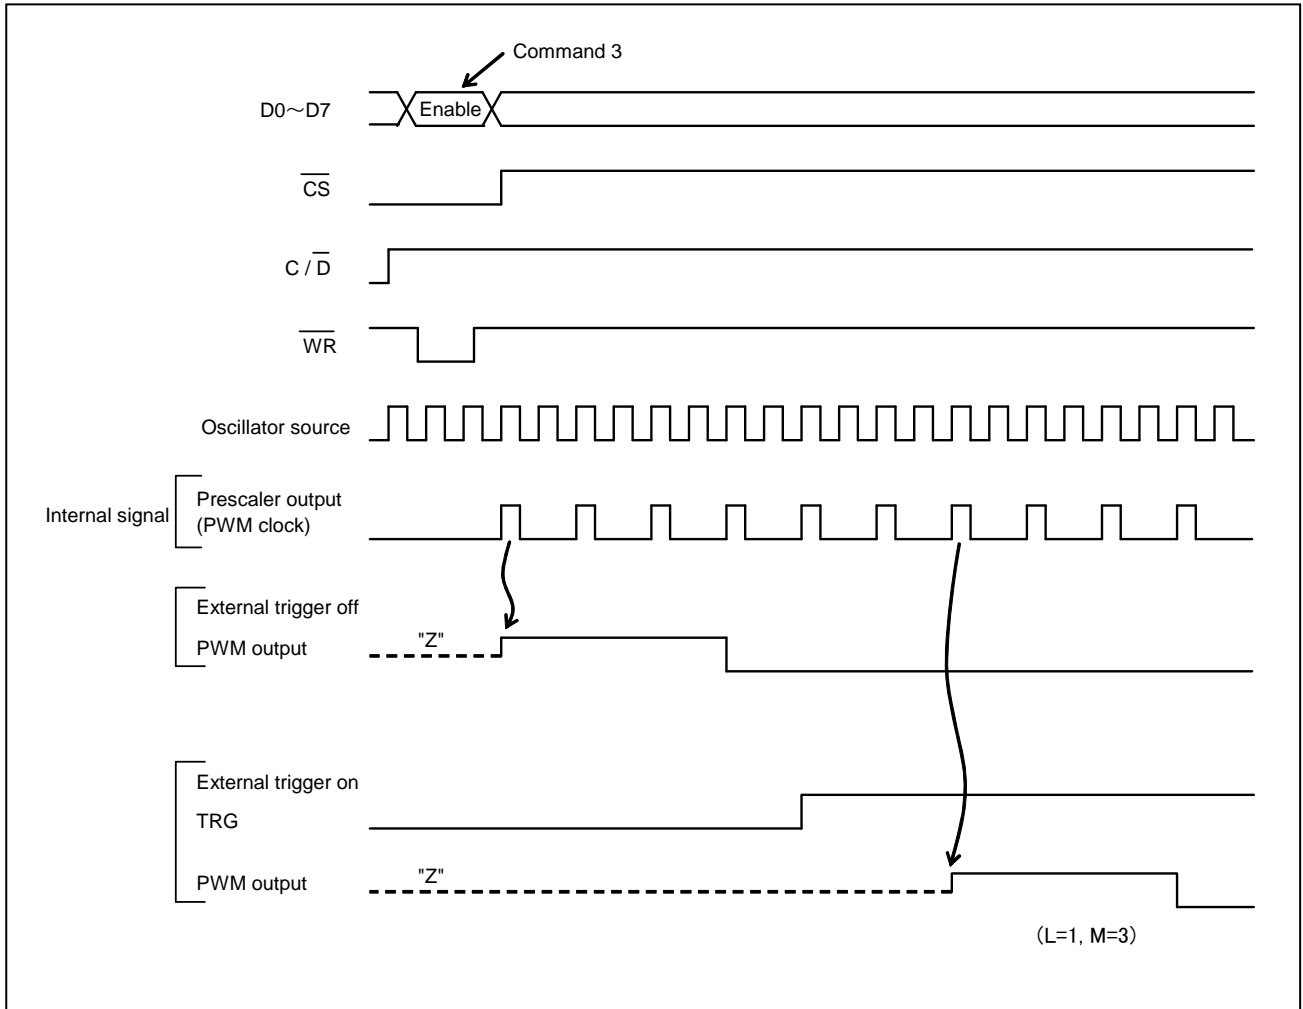 Command 3
D0～D7
Enable
CS
C / D
WR
Oscillator source
Internal signal
Prescaler output
(PWM clock)
External trigger off
PWM output
"Z"
External trigger on
TRG
PWM output
"Z"
（L=1, M=3）